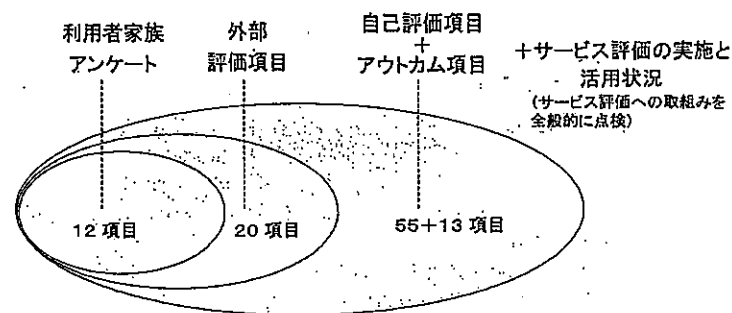 利用者家族
アンケート
外部
評価項目
自己評価項目
+
アウトカム項目
+サービス評価の実施と
活用状況
(サービス評価への取組みを
全般的に点検)
12 項目
20 項目
55+13 項目